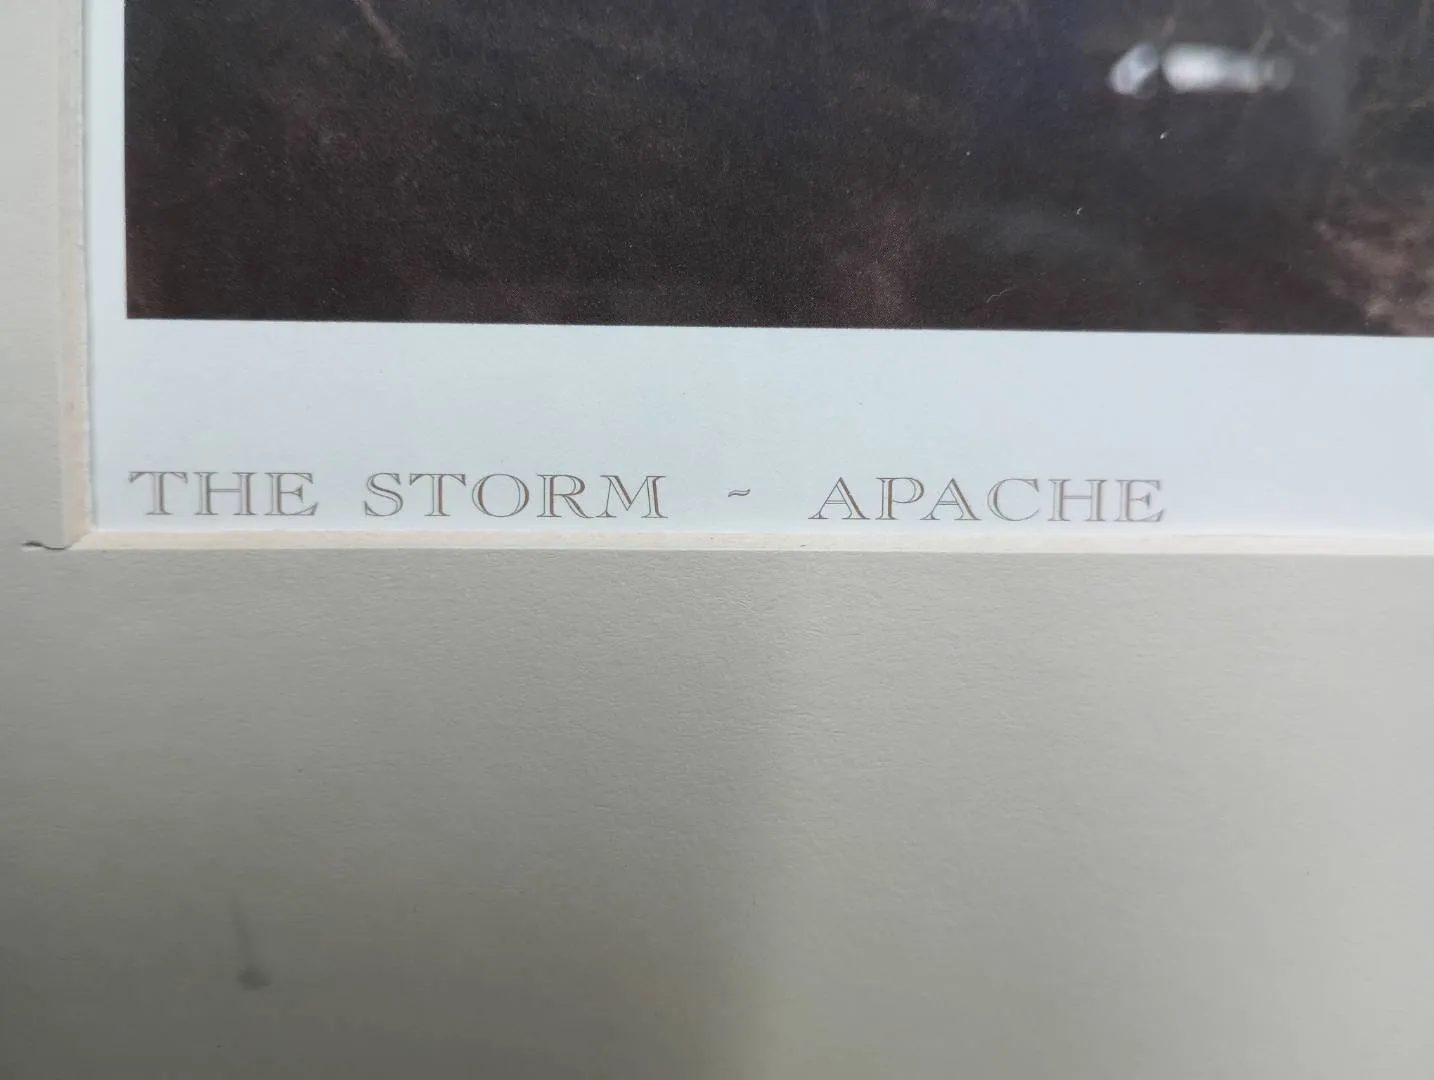 THE STORM ~ APACHE